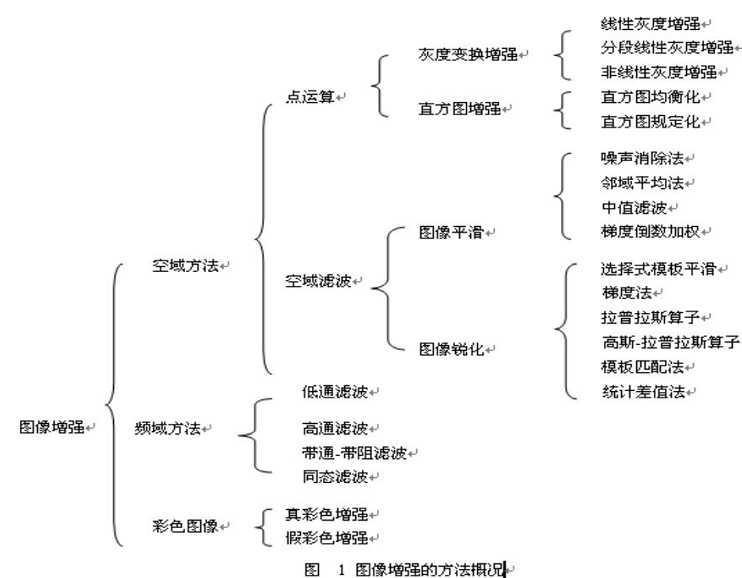 线性灰度增强
灰度变换增强
分段线性灰度增强
非线性灰度增强
点运算
直方图均衡化
直方图增强
直方图规定化
噪声消除法
邻域平均法
中值滤波
图像平滑
梯度倒数加权
空域方法
选择式模板平滑
空域滤波
梯度法
拉普拉斯算子
图像锐化
高斯-拉普拉斯算子
模板匹配法
低通滤波
统计差值法
图像增强
频域方法
高通滤波
带通-带阻滤波
同态滤波
真彩色增强
彩色图像
假彩色增强
图 1 图像增强的方法概况